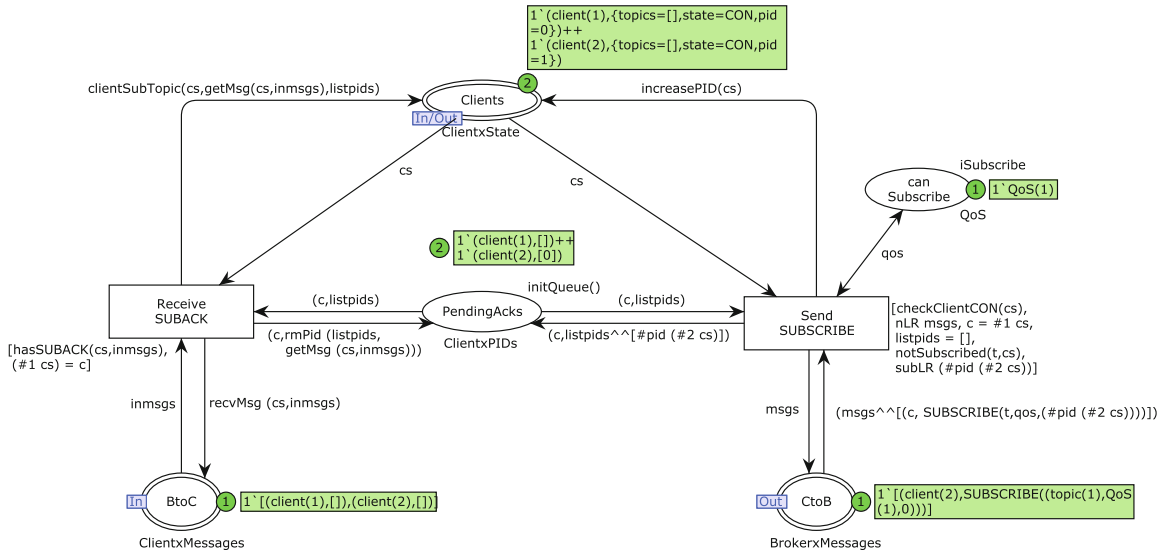 1`(client(1),{topics=[],state=CON,pid
=0})++
1`(client(2),{topics=[],state=CON,pid
=1})
2
clientSubTopic(cs,getMsg(cs,inmsgs),listpids)
Clients
increasePID(cs)
In/Out
ClientxState
cs
cs
iSubscribe
can
Subscribe
1
1`QoS(1)
QoS
2
1`(client(1),[])++
1`(client(2),[0])
qos
initQueue()
Receive
SUBACK
(c,listpids)
PendingAcks
(c,listpids)
Send
SUBSCRIBE
(c,rmPid (listpids,
getMsg (cs,inmsgs)))
ClientxPIDs
(c,listpids^^[#pid (#2 cs)])
[checkClientCON(cs),
nLR msgs, c = #1 cs,
listpids = [],
notSubscribed(t,cs),
subLR (#pid (#2 cs))]
[hasSUBACK(cs,inmsgs),
(#1 cs) = c]
inmsgs
recvMsg (cs,inmsgs)
msgs
(msgs^^[(c, SUBSCRIBE(t,qos,(#pid (#2 cs))))])
In
BtoC
1
1`[(client(1),[]),(client(2),[])]
ClientxMessages
Out
CtoB
1
1`[(client(2),SUBSCRIBE((topic(1),QoS
(1),0)))]
BrokerxMessages